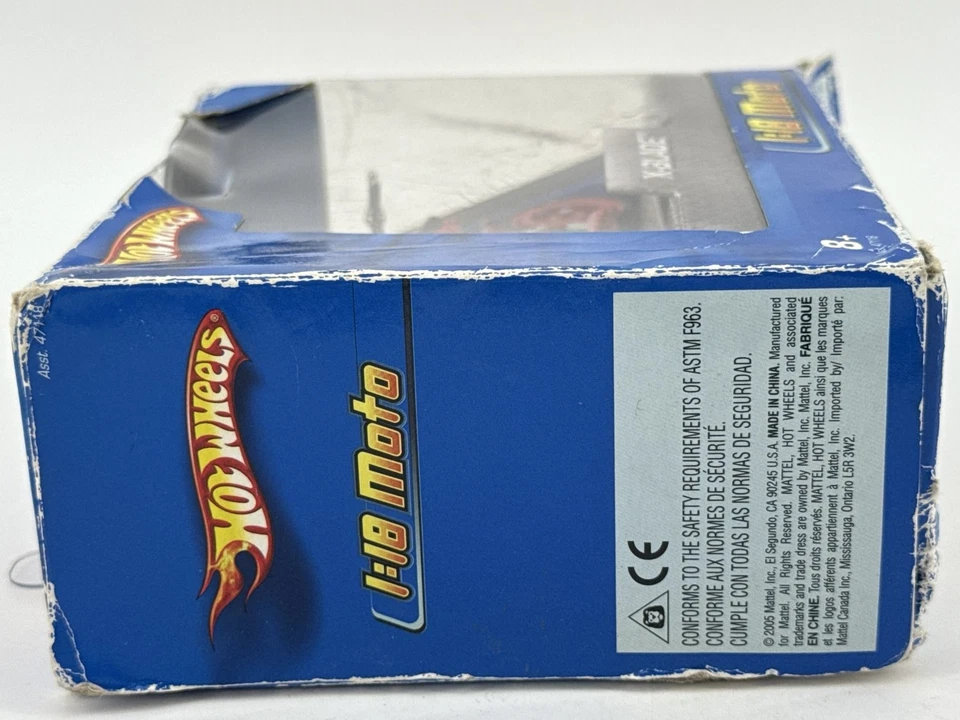 1:18 Moto
X-BLADE
8+
HOT WHEELS
Asst. 47118
HOT WHEELS®
1:18 Moto
CE
CONFORMS TO THE SAFETY REQUIREMENTS OF ASTM F963.
CONFORME AUX NORMES DE SÉCURITÉ.
CUMPLE CON TODAS LAS NORMAS DE SEGURIDAD.
© 2005 Mattel, Inc., El Segundo, CA 90245 U.S.A. MADE IN CHINA. Manufactured
for Mattel. All Rights Reserved. MATTEL, HOT WHEELS and associated
trademarks and trade dress are owned by Mattel, Inc. Mattel, Inc. FABRIQUÉ
EN CHINE. Tous droits réservés. MATTEL, HOT WHEELS ainsi que les marques
et les logos afférents appartiennent à Mattel, Inc. Imported by/ Importé par:
Mattel Canada Inc., Mississauga, Ontario L5R 3W2.